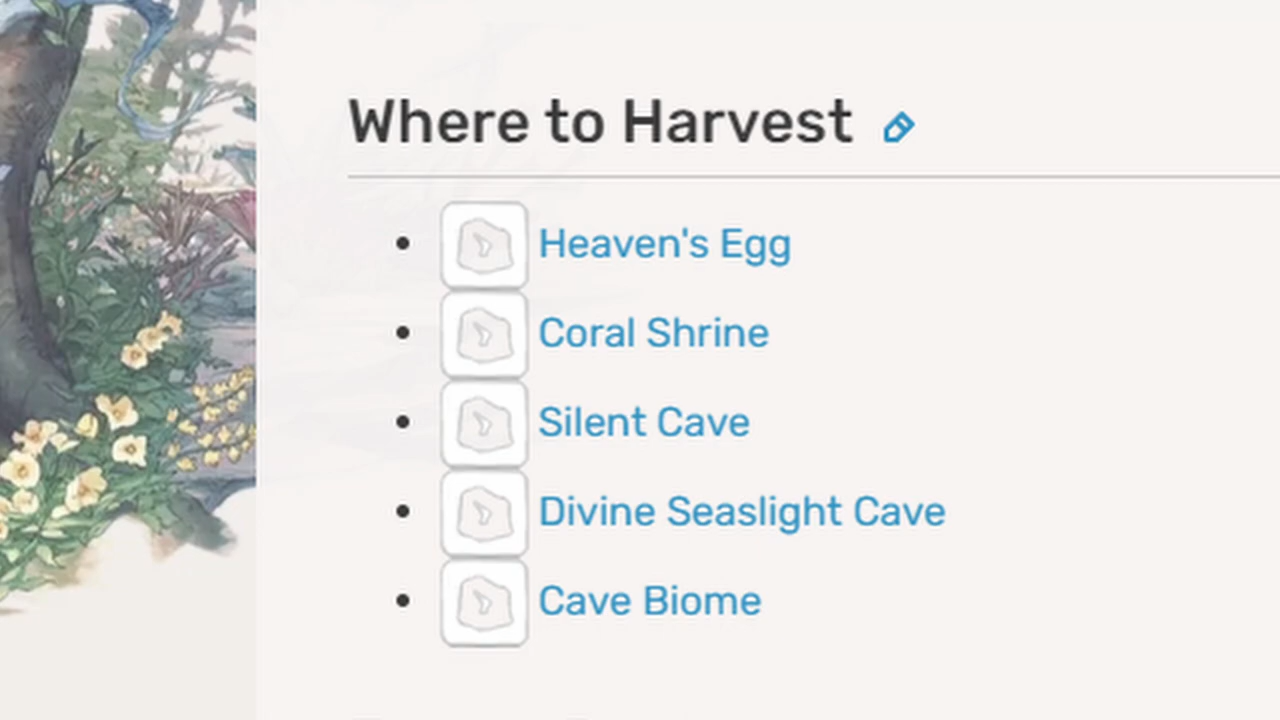 Where to Harvest
Heaven's Egg
Coral Shrine
Silent Cave
Divine Seaslight Cave
Cave Biome